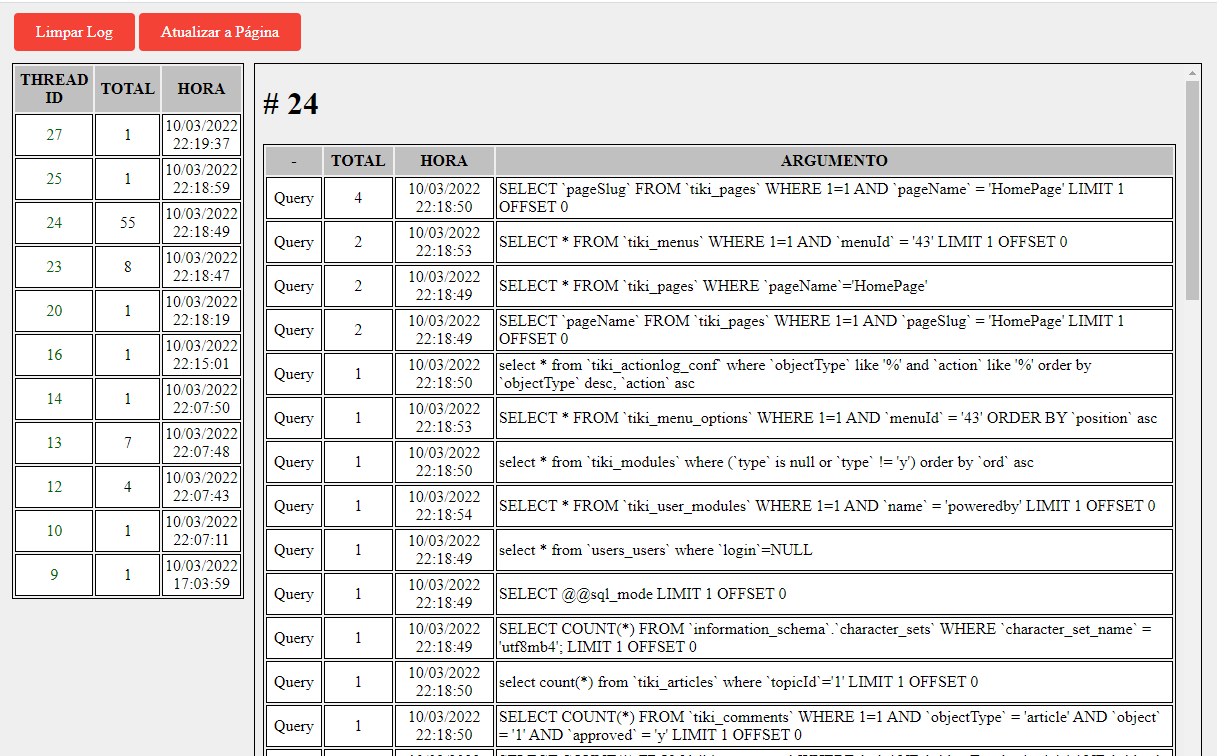 Limpar Log
Atualizar a Página
THREAD ID TOTAL HORA
27 1 10/03/2022 22:19:37
25 1 10/03/2022 22:18:59
24 55 10/03/2022 22:18:49
23 8 10/03/2022 22:18:47
20 1 10/03/2022 22:18:19
16 1 10/03/2022 22:15:01
14 1 10/03/2022 22:07:50
13 7 10/03/2022 22:07:48
12 4 10/03/2022 22:07:43
10 1 10/03/2022 22:07:11
9 1 10/03/2022 17:03:59
# 24
- TOTAL HORA ARGUMENTO
Query 4 10/03/2022 22:18:50 SELECT `pageSlug` FROM `tiki_pages` WHERE 1=1 AND `pageName` = 'HomePage' LIMIT 1
OFFSET 0
Query 2 10/03/2022 22:18:53 SELECT * FROM `tiki_menus` WHERE 1=1 AND `menuId` = '43' LIMIT 1 OFFSET 0
Query 2 10/03/2022 22:18:49 SELECT * FROM `tiki_pages` WHERE `pageName`='HomePage'
Query 2 10/03/2022 22:18:49 SELECT `pageName` FROM `tiki_pages` WHERE 1=1 AND `pageSlug` = 'HomePage' LIMIT 1
OFFSET 0
Query 1 10/03/2022 22:18:50 select * from `tiki_actionlog_conf` where `objectType` like '%' and `action` like '%' order by
`objectType` desc, `action` asc
Query 1 10/03/2022 22:18:53 SELECT * FROM `tiki_menu_options` WHERE 1=1 AND `menuId` = '43' ORDER BY `position` asc
Query 1 10/03/2022 22:18:50 select * from `tiki_modules` where (`type` is null or `type` != 'y') order by `ord` asc
Query 1 10/03/2022 22:18:54 SELECT * FROM `tiki_user_modules` WHERE 1=1 AND `name` = 'poweredby' LIMIT 1 OFFSET 0
Query 1 10/03/2022 22:18:49 select * from `users_users` where `login`=NULL
Query 1 10/03/2022 22:18:49 SELECT @@sql_mode LIMIT 1 OFFSET 0
Query 1 10/03/2022 22:18:49 SELECT COUNT(*) FROM `information_schema`.`character_sets` WHERE `character_set_name` =
'utf8mb4'; LIMIT 1 OFFSET 0
Query 1 10/03/2022 22:18:50 select count(*) from `tiki_articles` where `topicId`='1' LIMIT 1 OFFSET 0
Query 1 10/03/2022 22:18:50 SELECT COUNT(*) FROM `tiki_comments` WHERE 1=1 AND `objectType` = 'article' AND `object`
= '1' AND `approved` = 'y' LIMIT 1 OFFSET 0